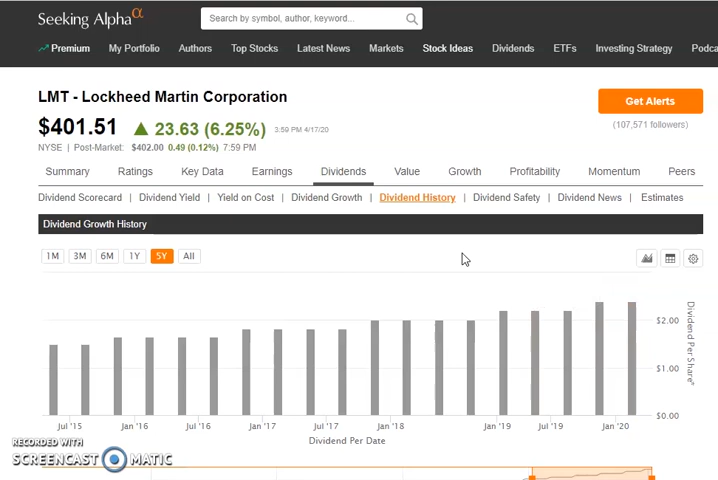 Seeking Alpha α
Search by symbol, author, keyword...
Premium My Portfolio Authors Top Stocks Latest News Markets Stock Ideas Dividends ETFs Investing Strategy Podca
LMT - Lockheed Martin Corporation
Get Alerts
$401.51 ▲ 23.63 (6.25%) 3:59 PM 4/17/20
(107,571 followers)
NYSE | Post-Market: $402.00 0.49 (0.12%) 7:59 PM
Summary Ratings Key Data Earnings Dividends Value Growth Profitability Momentum Peers
Dividend Scorecard | Dividend Yield | Yield on Cost | Dividend Growth | Dividend History | Dividend Safety | Dividend News | Estimates
Dividend Growth History
1M 3M 6M 1Y 5Y All
$2.00
$1.00
$0.00
Dividend Per Share*
Jul '15 Jan '16 Jul '16 Jan '17 Jul '17 Jan '18 Jan '19 Jul '19 Jan '20
Dividend Per Date
RECORDED WITH
SCREENCAST MATIC